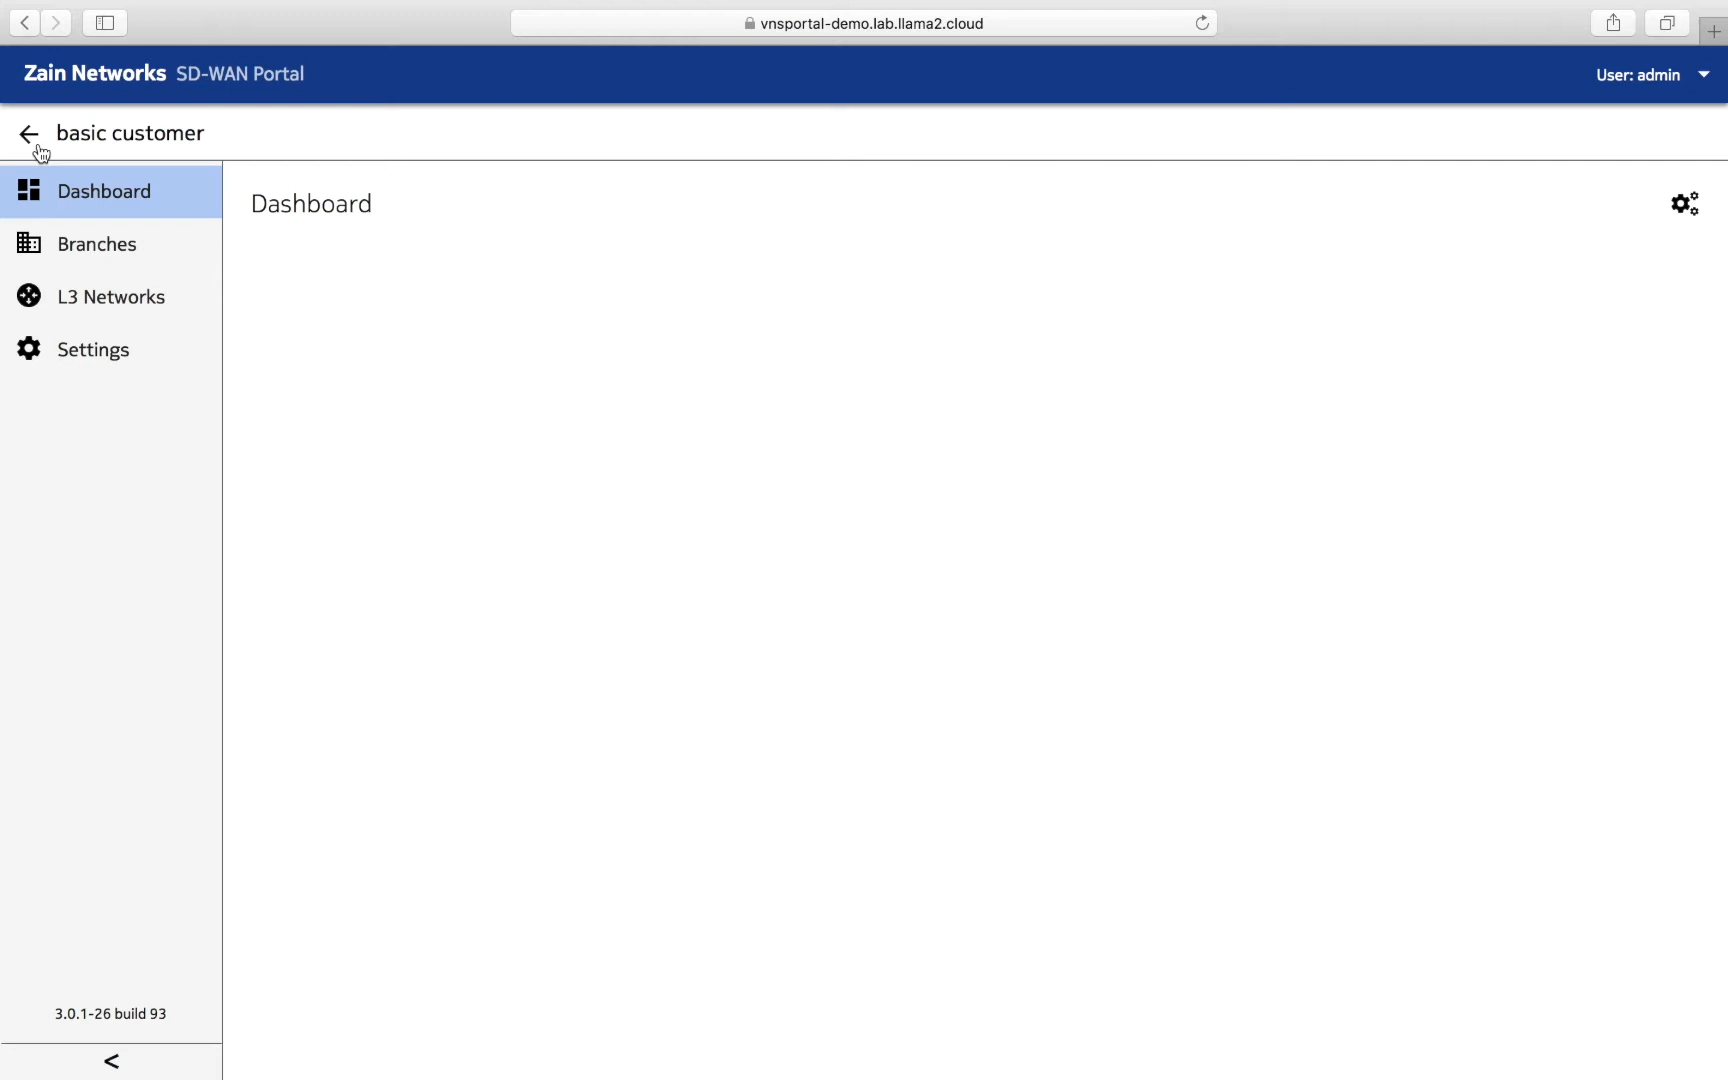 vnsportal-demo.lab.llama2.cloud
Zain Networks SD-WAN Portal
User: admin
basic customer
Dashboard
Dashboard
Branches
L3 Networks
Settings
3.0.1-26 build 93